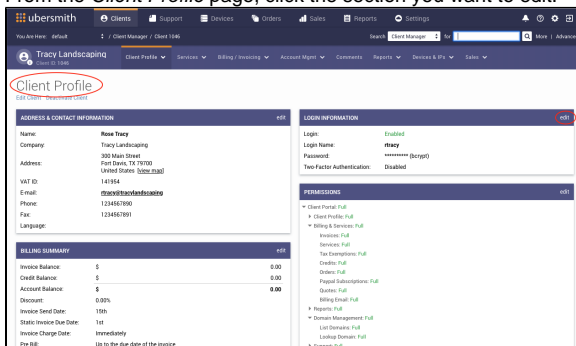 From the Client Profile page, click the section you want to edit.
ubersmith
Clients Support Devices Orders Sales Reports Settings
You Are Here: default / Client Manager / Client 1046 Search Client Manager for More | Advance
Tracy Landscaping
Client ID: 1046
Client Profile Services Billing / Invoicing Account Mgmt Comments Reports Devices & IPs Sales
Client Profile
Edit Client Deactivate Client
ADDRESS & CONTACT INFORMATION edit
Name: Rose Tracy
Company: Tracy Landscaping
Address: 300 Main Street
Fort Davis, TX 79700
United States [view map]
VAT ID: 141954
E-mail: rtracy@tracylandscaping
Phone: 1234567890
Fax: 1234567891
Language:
BILLING SUMMARY edit
Invoice Balance: $ 0.00
Credit Balance: $ 0.00
Account Balance: $ 0.00
Discount: 0.00%
Invoice Send Date: 15th
Static Invoice Due Date: 1st
Invoice Charge Date: Immediately
Pre Bill: Up to the due date of the invoice
LOGIN INFORMATION edit
Login: Enabled
Login Name: rtracy
Password: ********** (bcrypt)
Two-Factor Authentication: Disabled
PERMISSIONS edit
Client Portal: Full
Client Profile: Full
Billing & Services: Full
Invoices: Full
Services: Full
Tax Exemptions: Full
Credits: Full
Orders: Full
Paypal Subscriptions: Full
Quotes: Full
Billing Email: Full
Reports: Full
Domain Management: Full
List Domains: Full
Lookup Domain: Full
Support: Full